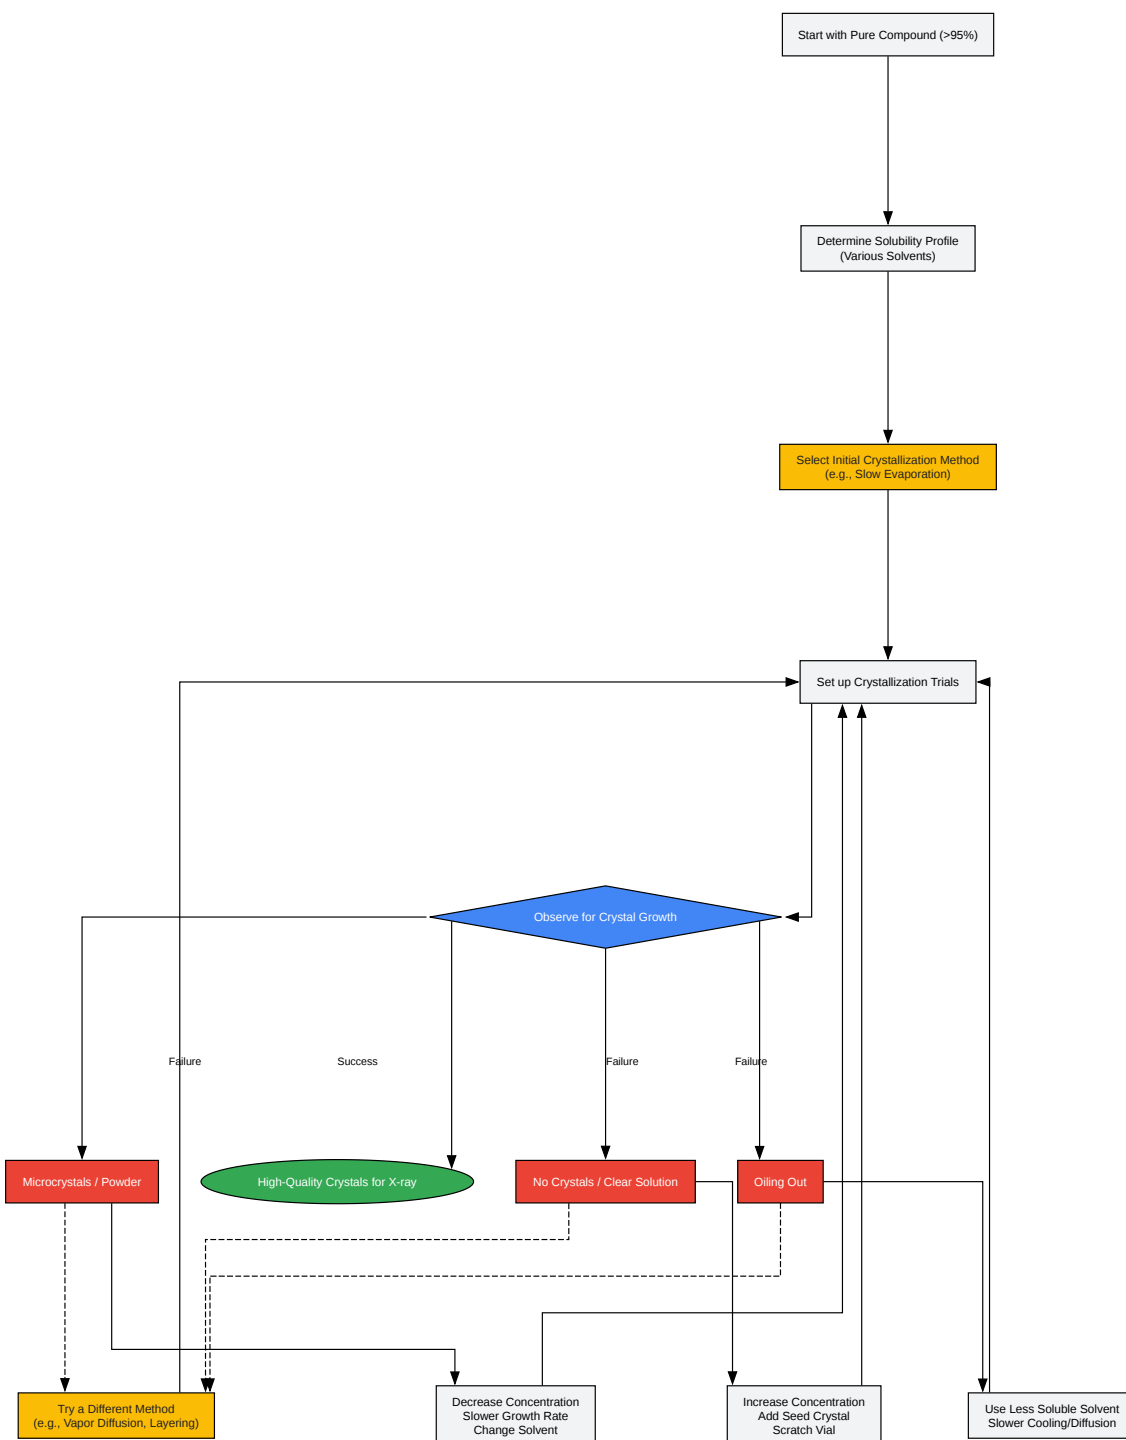 Start with Pure Compound (>95%)
Determine Solubility Profile
(Various Solvents)
Select Initial Crystallization Method
(e.g., Slow Evaporation)
Set up Crystallization Trials
Observe for Crystal Growth
Failure
Success
Failure
Failure
Microcrystals / Powder
High-Quality Crystals for X-ray
No Crystals / Clear Solution
Oiling Out
Try a Different Method
(e.g., Vapor Diffusion, Layering)
Decrease Concentration
Slower Growth Rate
Change Solvent
Increase Concentration
Add Seed Crystal
Scratch Vial
Use Less Soluble Solvent
Slower Cooling/Diffusion